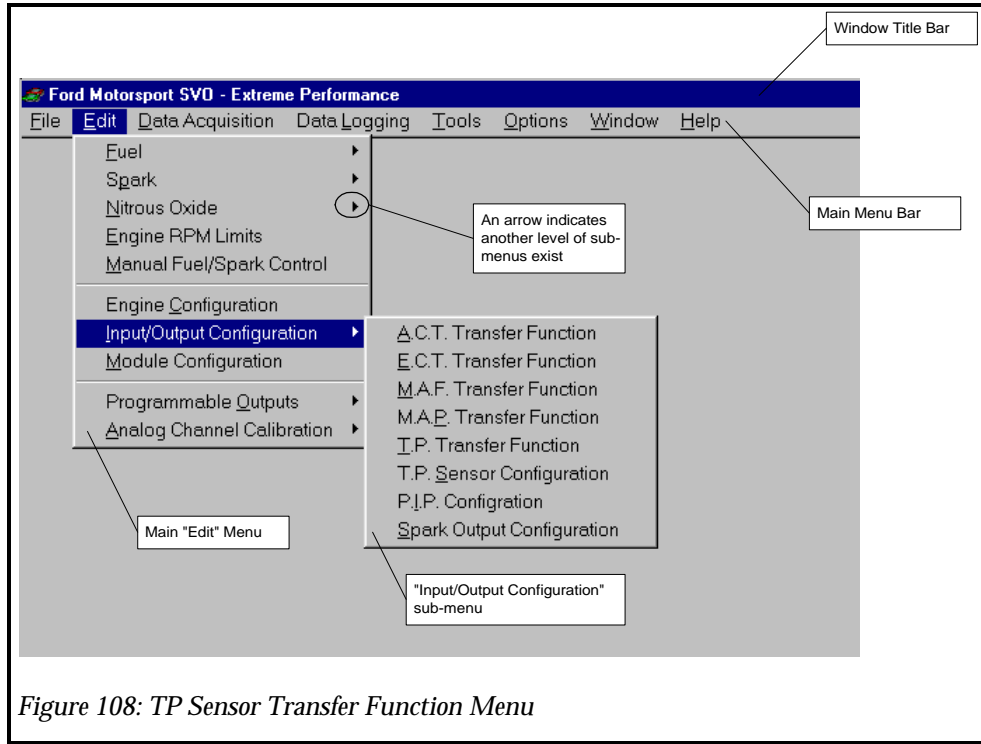 Window Title Bar
Ford Motorsport SVO - Extreme Performance
File Edit Data Acquisition Data Logging Tools Options Window Help
Main Menu Bar
Fuel
Spark
Nitrous Oxide
Engine RPM Limits
Manual Fuel/Spark Control
An arrow indicates
another level of sub-
menus exist
Engine Configuration
Input/Output Configuration
Module Configuration
Programmable Outputs
Analog Channel Calibration
A.C.T. Transfer Function
E.C.T. Transfer Function
M.A.F. Transfer Function
M.A.P. Transfer Function
T.P. Transfer Function
T.P. Sensor Configuration
P.I.P. Configration
Spark Output Configuration
Main "Edit" Menu
"Input/Output Configuration"
sub-menu
Figure 108: TP Sensor Transfer Function Menu